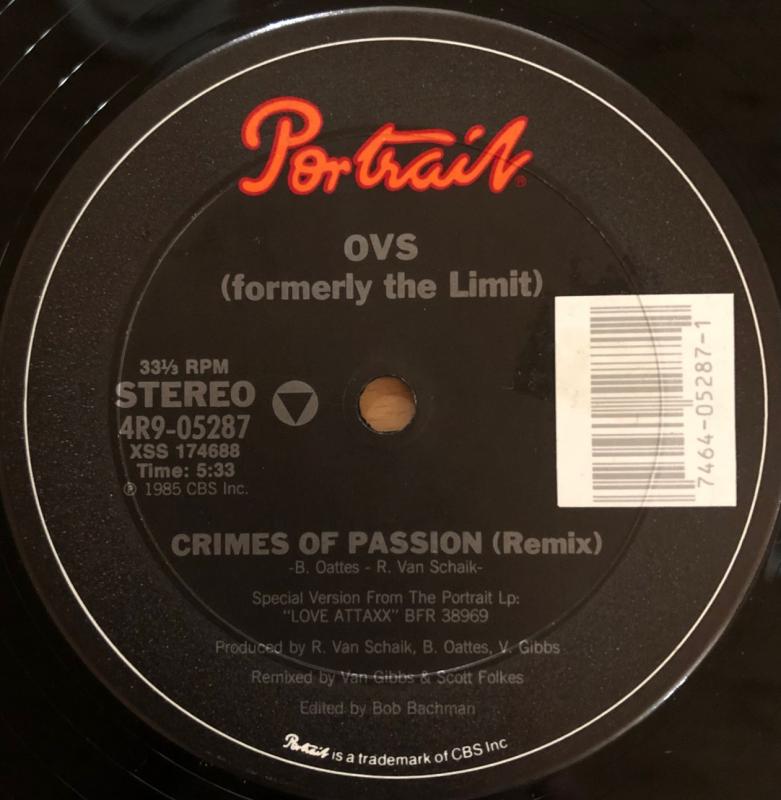 Portrait®
OVS
(formerly the Limit)
33⅓ RPM
STEREO
4R9-05287
XSS 174688
Time: 5:33
℗ 1985 CBS Inc.
7464-05287-1
CRIMES OF PASSION (Remix)
-B. Oattes - R. Van Schaik-
Special Version From The Portrait Lp:
"LOVE ATTAXX" BFR 38969
Produced by R. Van Schaik, B. Oattes, V. Gibbs
Remixed by Van Gibbs & Scott Folkes
Edited by Bob Bachman
Portrait is a trademark of CBS Inc